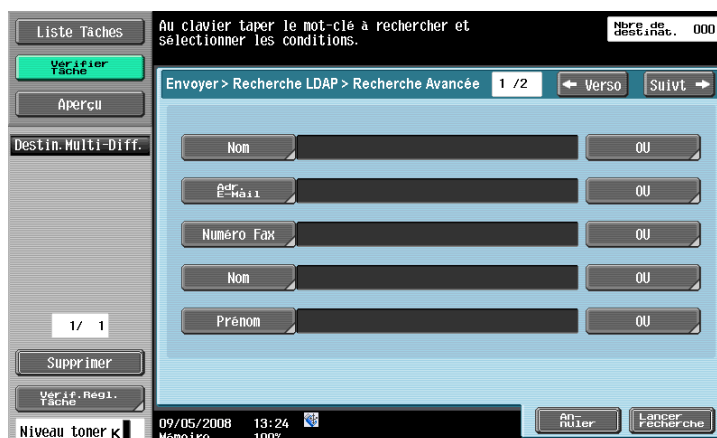 Liste Tâches
Au clavier taper le mot-clé à rechercher et
sélectionner les conditions.
Nbre de
destinat. 000
Vérifier
Tâche
Envoyer > Recherche LDAP > Recherche Avancée 1 /2 ← Verso Suivt →
Aperçu
Destin.Multi-Diff.
Nom OU
Adr.
E-Mail OU
Numéro Fax OU
Nom OU
Prénom OU
1/ 1
Supprimer
Vérif.Régl.
Tâche
An-
nuler
Lancer
recherche
Niveau toner K
09/05/2008 13:24
Mémoire 100%